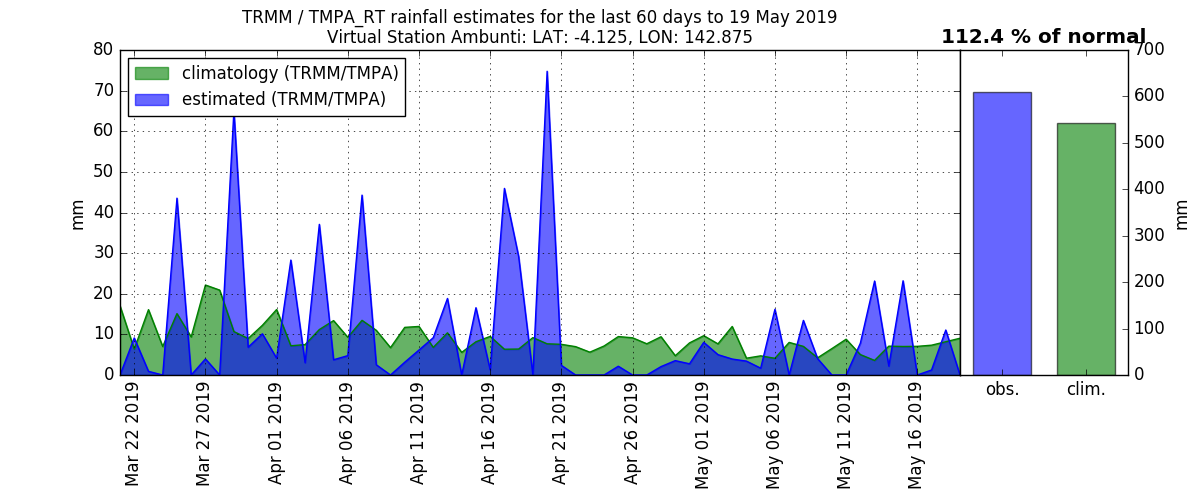 TRMM / TMPA_RT rainfall estimates for the last 60 days to 19 May 2019
Virtual Station Ambunti: LAT: -4.125, LON: 142.875
112.4 % of normal
climatology (TRMM/TMPA)
estimated (TRMM/TMPA)
mm
80
70
60
50
40
30
20
10
0
Mar 22 2019
Mar 27 2019
Apr 01 2019
Apr 06 2019
Apr 11 2019
Apr 16 2019
Apr 21 2019
Apr 26 2019
May 01 2019
May 06 2019
May 11 2019
May 16 2019
obs.
clim.
700
600
500
400
300
200
100
0
mm